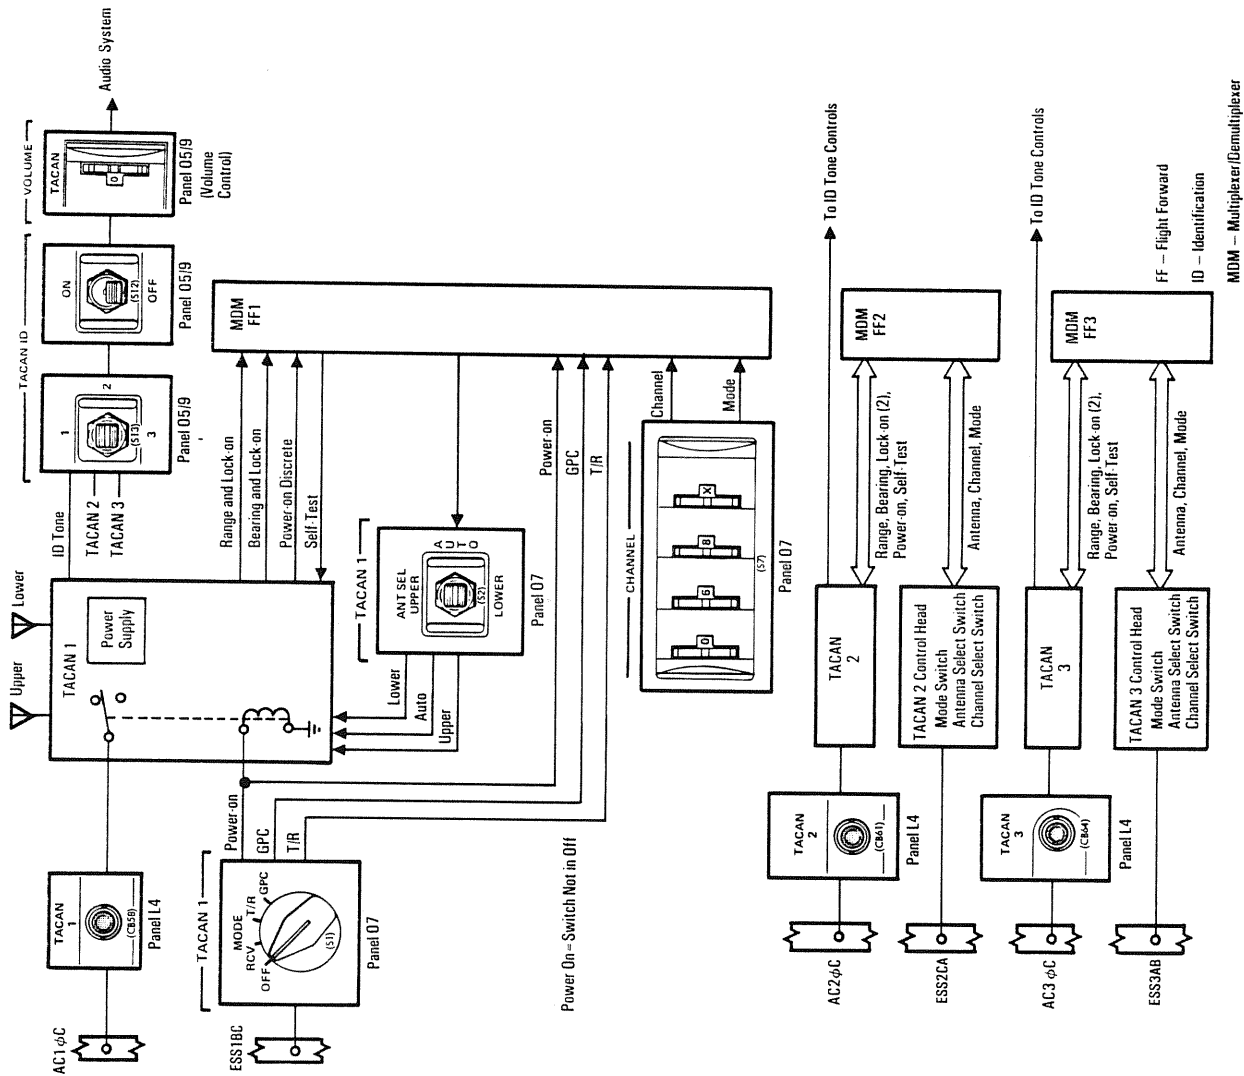 AC1φC
TACAN
1
(CB58)
Panel L4
Upper
Lower
TACAN 1
Power
Supply
ID Tone
TACAN 2
TACAN 3
TACAN ID
1
2
3
(S13)
Panel O5/9
ON
OFF
(S12)
Panel O5/9
VOLUME
TACAN
0
Panel O5/9
(Volume
Control)
Audio System
ESS1BC
TACAN 1
MODE
OFF
RCV
T/R
GPC
(S1)
Panel O7
Power-on
GPC
T/R
Range and Lock-on
Bearing and Lock-on
Power-on Discrete
Self-Test
MDM
FF1
Lower
Auto
Upper
TACAN 1
ANT SEL
UPPER
AUTO
LOWER
(S2)
Panel O7
Power-on
GPC
T/R
CHANNEL
0
6
8
X
(S7)
Panel O7
Channel
Mode
Power On = Switch Not in Off
AC2φC
TACAN
2
(CB61)
Panel L4
TACAN
2
To ID Tone Controls
Range, Bearing, Lock-on (2),
Power-on, Self-Test
MDM
FF2
ESS2CA
TACAN 2 Control Head
Mode Switch
Antenna Select Switch
Channel Select Switch
Antenna, Channel, Mode
AC3φC
TACAN
3
(CB64)
Panel L4
TACAN
3
To ID Tone Controls
Range, Bearing, Lock-on (2),
Power-on, Self-Test
MDM
FF3
ESS3AB
TACAN 3 Control Head
Mode Switch
Antenna Select Switch
Channel Select Switch
Antenna, Channel, Mode
FF – Flight Forward
ID – Identification
MDM – Multiplexer/Demultiplexer